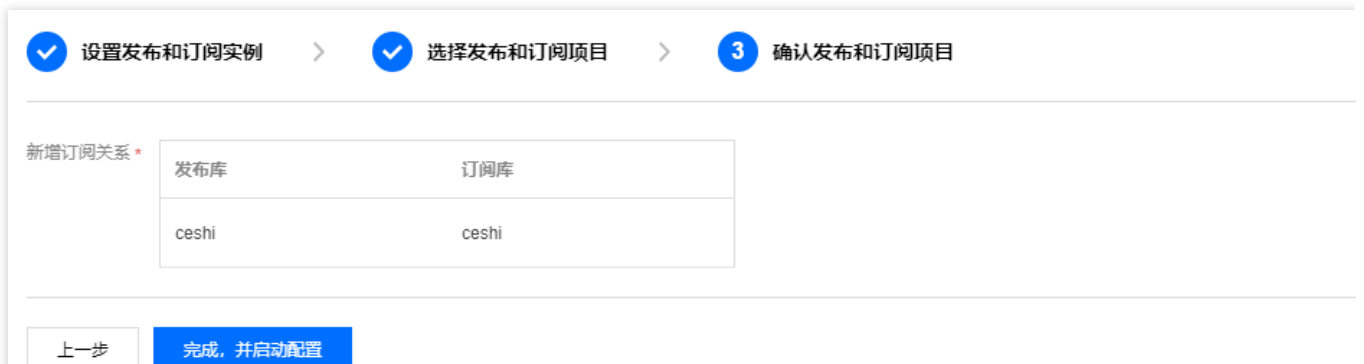 设置发布和订阅实例 > 选择发布和订阅项目 > 3 确认发布和订阅项目
新增订阅关系 *
发布库 订阅库
ceshi ceshi
上一步 完成，并启动配置